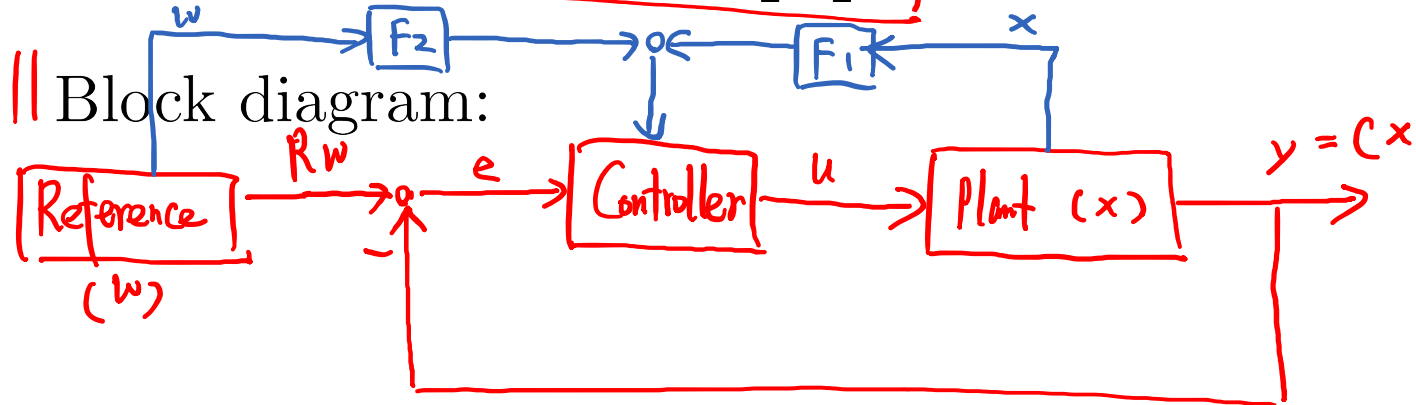 w
F2
F1
x
Block diagram:
Rw
e
u
y = Cx
Reference
Controller
Plant (x)
−
(w)